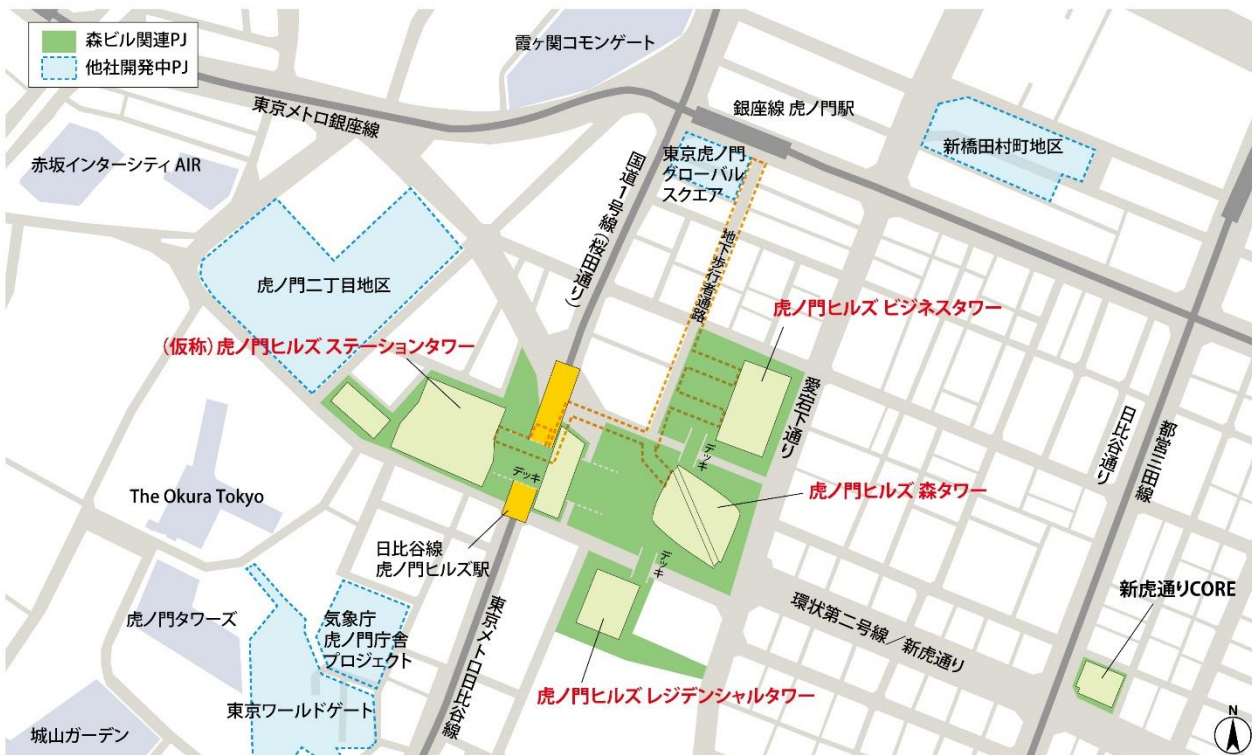 森ビル関連PJ
他社開発中PJ
霞ヶ関コモンゲート
東京メトロ銀座線
銀座線 虎ノ門駅
赤坂インターシティ AIR
国道1号線(桜田通り)
東京虎ノ門
グローバル
スクエア
新橋田村町地区
地下歩行者通路
虎ノ門二丁目地区
虎ノ門ヒルズ ビジネスタワー
(仮称)虎ノ門ヒルズ ステーションタワー
愛宕下通り
日比谷通り
都営三田線
デッキ
デッキ
虎ノ門ヒルズ 森タワー
The Okura Tokyo
日比谷線
虎ノ門ヒルズ駅
デッキ
新虎通りCORE
環状第二号線/新虎通り
虎ノ門タワーズ
気象庁
虎ノ門庁舎
プロジェクト
東京メトロ日比谷線
虎ノ門ヒルズ レジデンシャルタワー
東京ワールドゲート
城山ガーデン
N